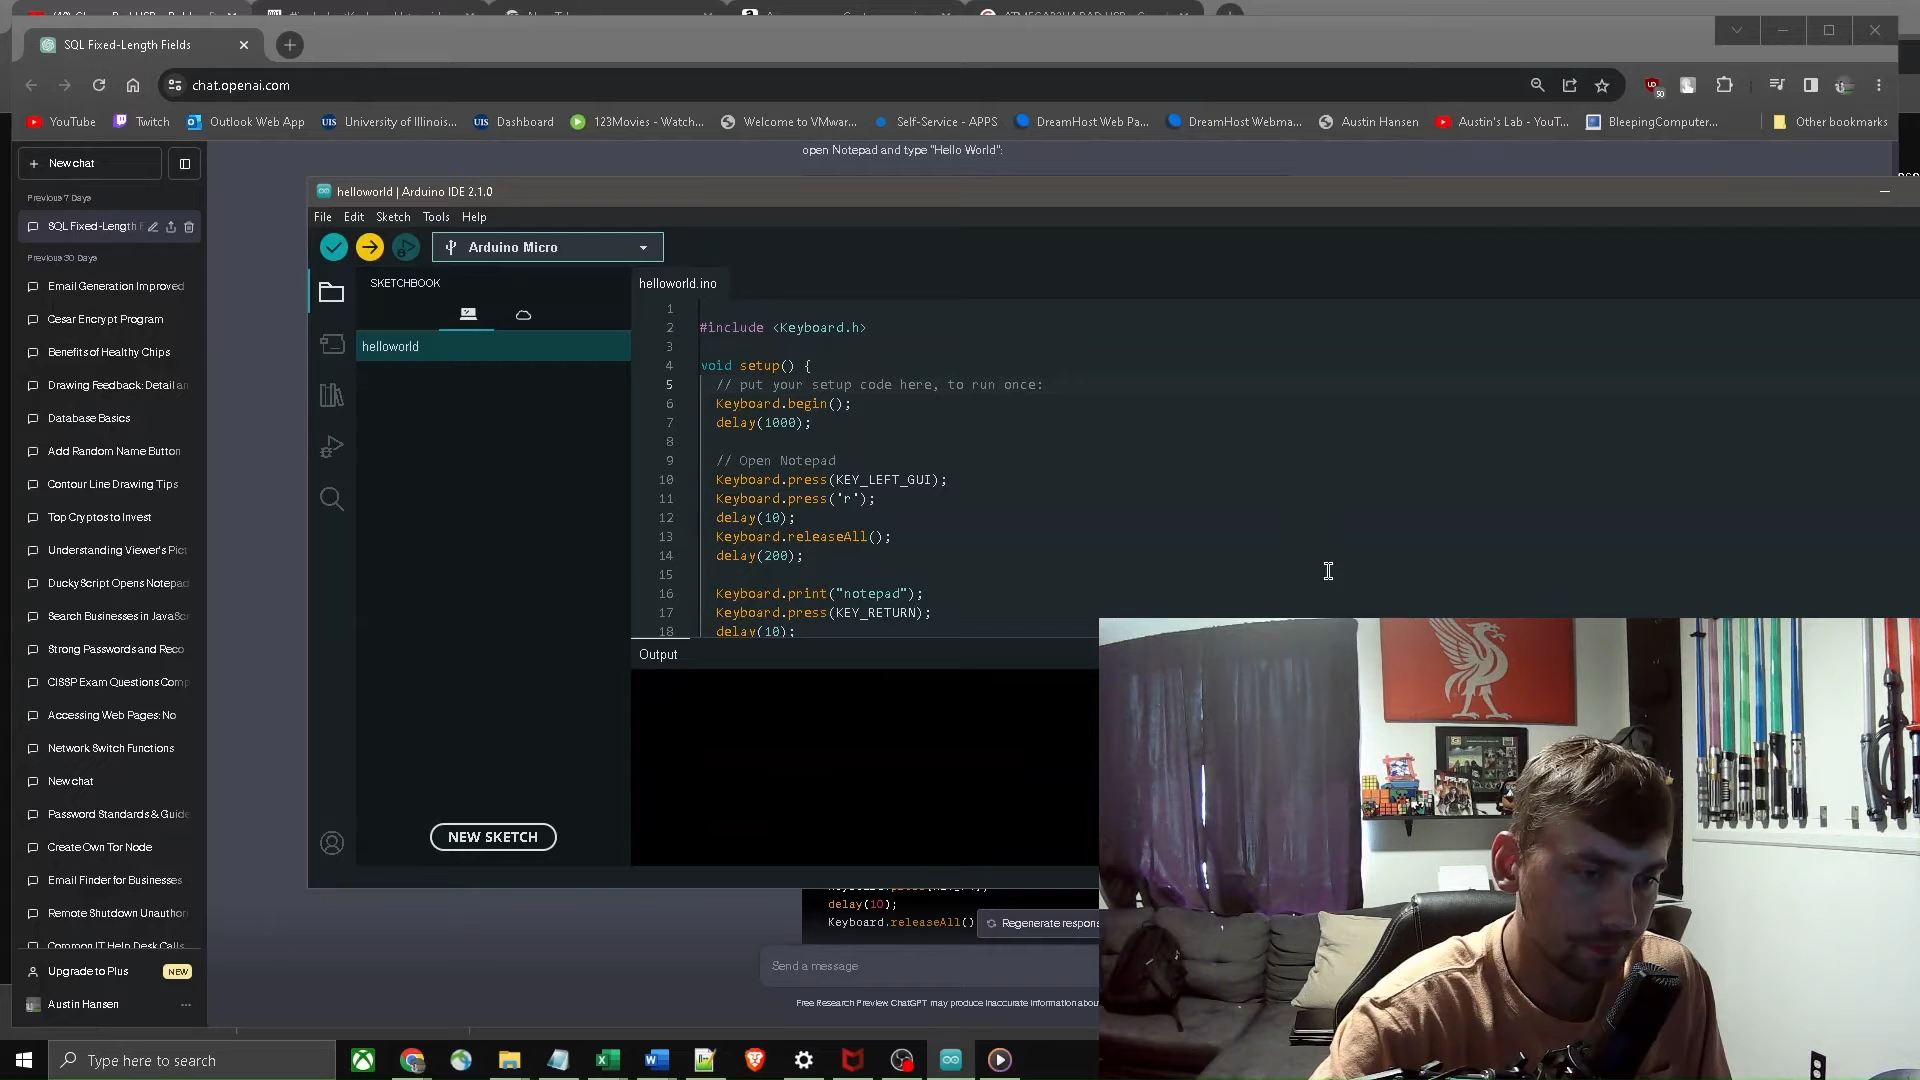 SQL Fixed-Length Fields
chat.openai.com
YouTube
Twitch
Outlook Web App
UIS
University of Illinois...
UIS
Dashboard
123Movies - Watch...
Welcome to VMwar...
Self-Service - APPS
DreamHost Web Pa...
DreamHost Webma...
Austin Hansen
Austin's Lab - YouT...
BleepingComputer...
Other bookmarks
New chat
Previous 7 Days
SQL Fixed-Length
Previous 30 Days
Email Generation Improved
Cesar Encrypt Program
Benefits of Healthy Chips
Drawing Feedback: Detail an
Database Basics
Add Random Name Button
Contour Line Drawing Tips
Top Cryptos to Invest
Understanding Viewer's Pict
DuckyScript Opens Notepad
Search Businesses in JavaScr
Strong Passwords and Reco
CISSP Exam Questions Comp
Accessing Web Pages: No
Network Switch Functions
New chat
Password Standards & Guide
Create Own Tor Node
Email Finder for Businesses
Remote Shutdown Unauthori
Common IT Help Desk Calls
Upgrade to Plus
NEW
Austin Hansen
open Notepad and type "Hello World":
helloworld | Arduino IDE 2.1.0
File Edit Sketch Tools Help
Arduino Micro
SKETCHBOOK
helloworld
NEW SKETCH
helloworld.ino
1
2 #include <Keyboard.h>
3
4 void setup() {
5 // put your setup code here, to run once:
6 Keyboard.begin();
7 delay(1000);
8
9 // Open Notepad
10 Keyboard.press(KEY_LEFT_GUI);
11 Keyboard.press('r');
12 delay(10);
13 Keyboard.releaseAll();
14 delay(200);
15
16 Keyboard.print("notepad");
17 Keyboard.press(KEY_RETURN);
18 delay(10);
Output
delay(10);
Keyboard.releaseAll()
Regenerate respons
Send a message
Free Research Preview. ChatGPT may produce inaccurate information about
Type here to search